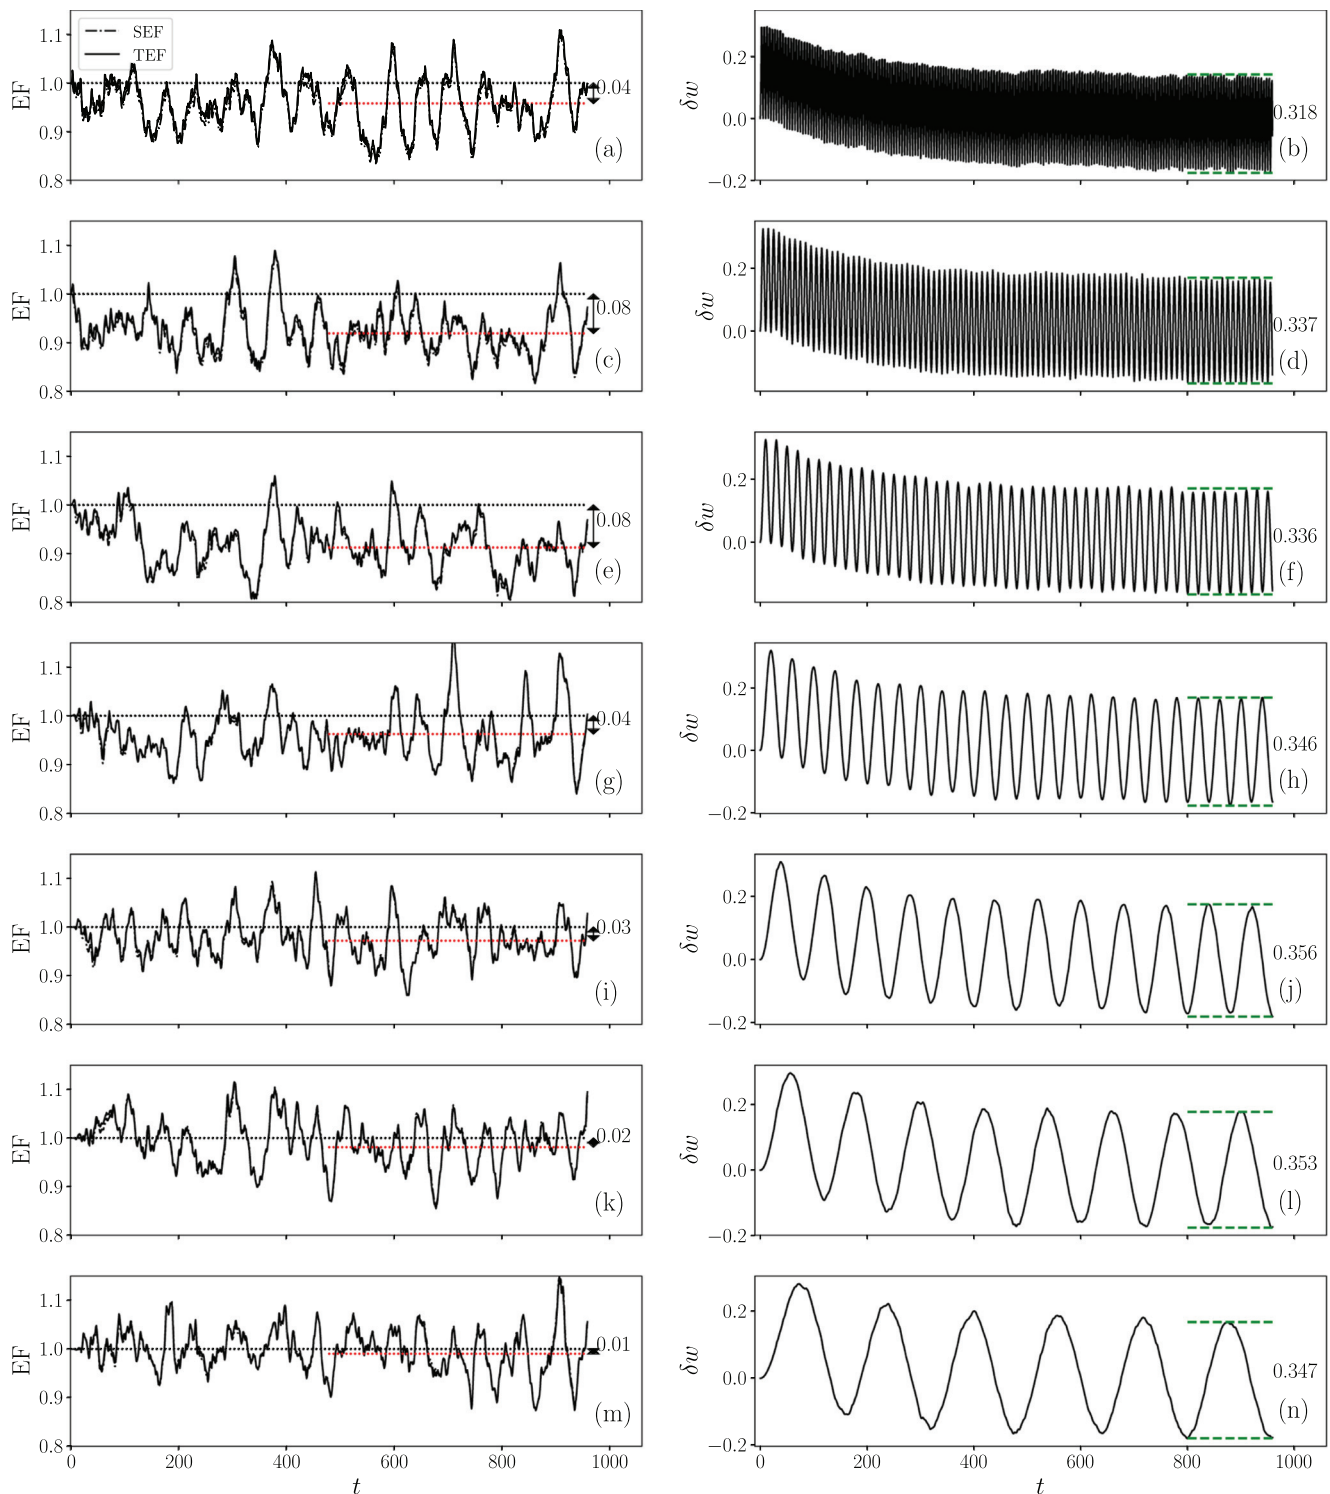 SEF
TEF
1.1
1.0
0.9
0.8
EF
0.04
(a)
0.2
0.0
−0.2
δw
0.318
(b)
1.1
1.0
0.9
0.8
EF
0.08
(c)
0.2
0.0
δw
0.337
(d)
1.1
1.0
0.9
0.8
EF
0.08
(e)
0.2
0.0
δw
0.336
(f)
1.1
1.0
0.9
0.8
EF
0.04
(g)
0.2
0.0
−0.2
δw
0.346
(h)
1.1
1.0
0.9
0.8
EF
0.03
(i)
0.2
0.0
−0.2
δw
0.356
(j)
1.1
1.0
0.9
0.8
EF
0.02
(k)
0.2
0.0
−0.2
δw
0.353
(l)
1.1
1.0
0.9
0.8
EF
0.01
(m)
0 200 400 600 800 1000
t
0.2
0.0
−0.2
δw
0.347
(n)
0 200 400 600 800 1000
t